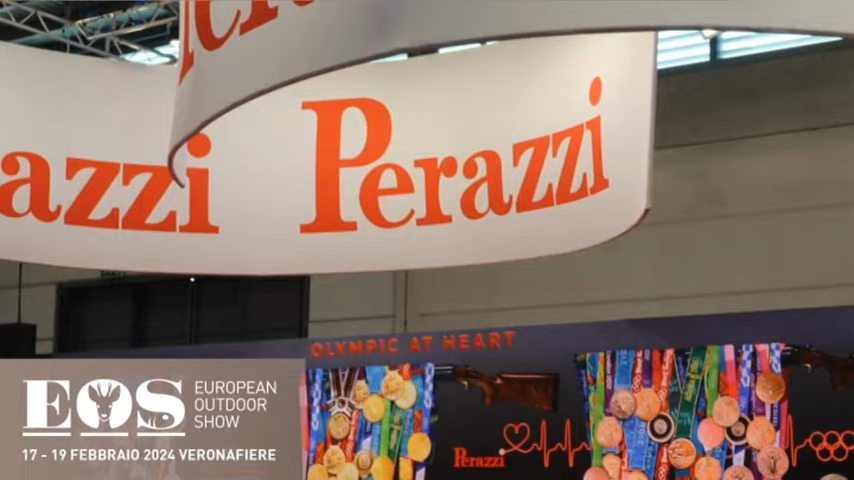 azzi
Perazzi
OLYMPIC AT HEART
Perazzi
EOS
EUROPEAN
OUTDOOR
SHOW
17 - 19 FEBBRAIO 2024 VERONAFIERE